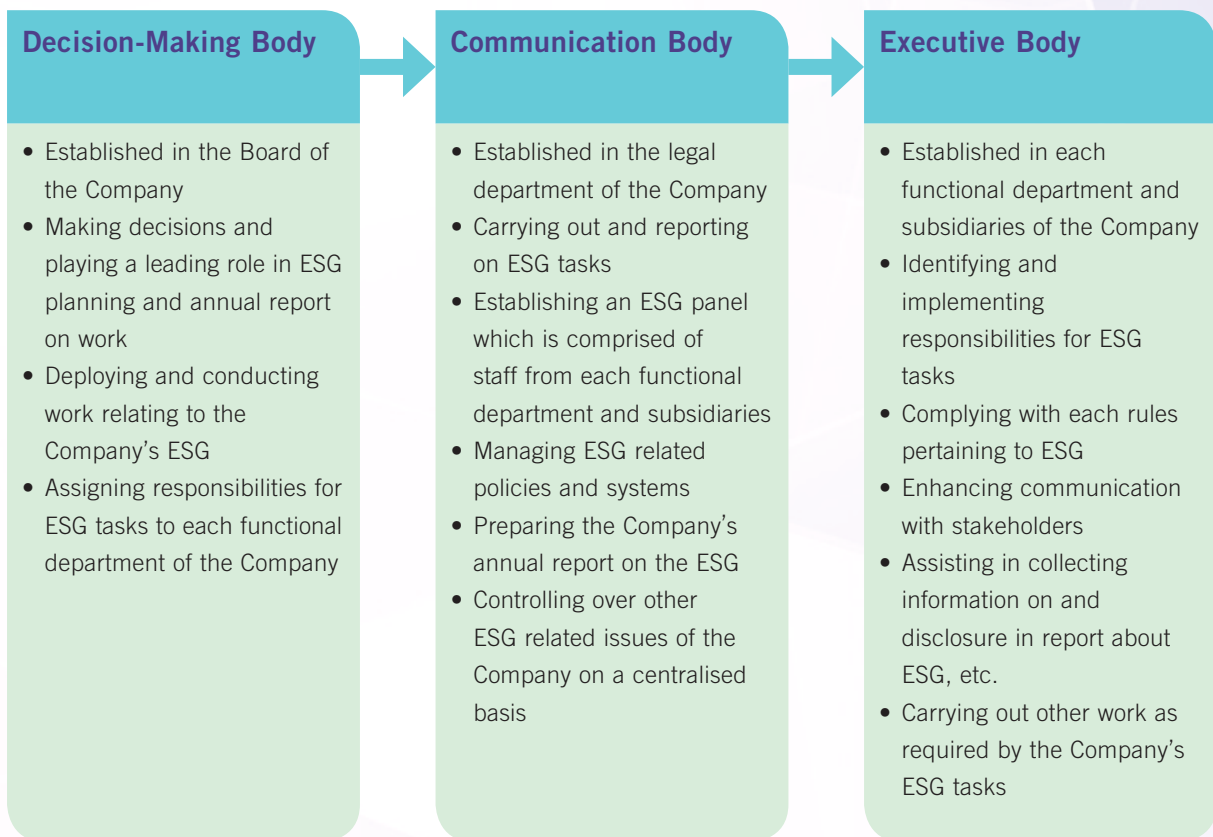 Decision-Making Body
• Established in the Board of
the Company
• Making decisions and
playing a leading role in ESG
planning and annual report
on work
• Deploying and conducting
work relating to the
Company’s ESG
• Assigning responsibilities for
ESG tasks to each functional
department of the Company
Communication Body
• Established in the legal
department of the Company
• Carrying out and reporting
on ESG tasks
• Establishing an ESG panel
which is comprised of
staff from each functional
department and subsidiaries
• Managing ESG related
policies and systems
• Preparing the Company’s
annual report on the ESG
• Controlling over other
ESG related issues of the
Company on a centralised
basis
Executive Body
• Established in each
functional department and
subsidiaries of the Company
• Identifying and
implementing
responsibilities for ESG
tasks
• Complying with each rules
pertaining to ESG
• Enhancing communication
with stakeholders
• Assisting in collecting
information on and
disclosure in report about
ESG, etc.
• Carrying out other work as
required by the Company’s
ESG tasks